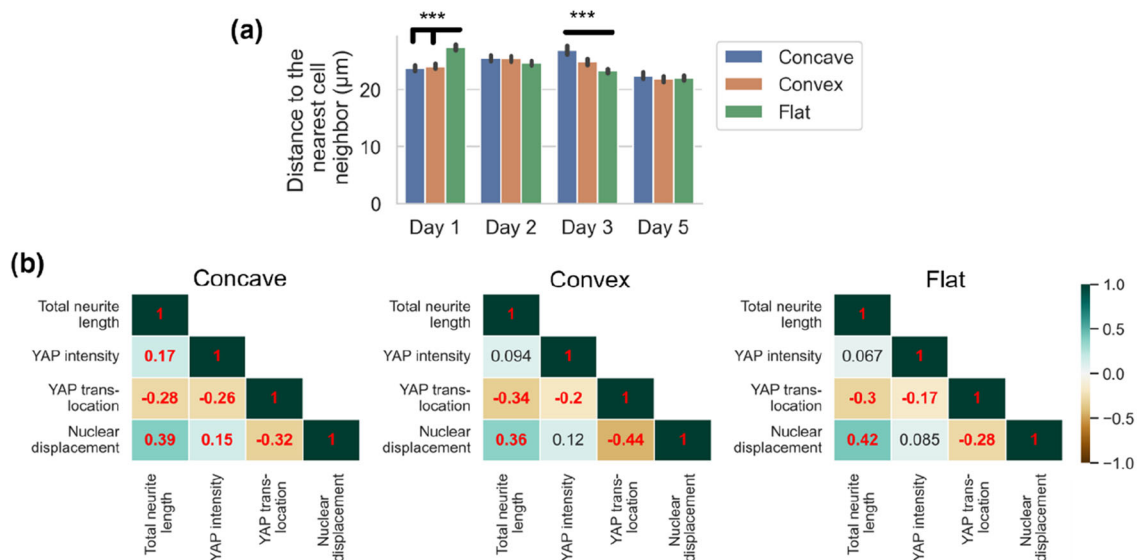 (a)
***
***
Distance to the
nearest cell
neighbor (μm)
20
10
0
Day 1
Day 2
Day 3
Day 5
Concave
Convex
Flat
(b)
Concave
Total neurite
length
YAP intensity
YAP trans-
location
Nuclear
displacement
1
0.17 1
-0.28 -0.26 1
0.39 0.15 -0.32 1
Total neurite
length
YAP intensity
YAP trans-
location
Nuclear
displacement
Convex
Total neurite
length
YAP intensity
YAP trans-
location
Nuclear
displacement
1
0.094 1
-0.34 -0.2 1
0.36 0.12 -0.44 1
Total neurite
length
YAP intensity
YAP trans-
location
Nuclear
displacement
Flat
Total neurite
length
YAP intensity
YAP trans-
location
Nuclear
displacement
1
0.067 1
-0.3 -0.17 1
0.42 0.085 -0.28 1
Total neurite
length
YAP intensity
YAP trans-
location
Nuclear
displacement
1.0
0.5
0.0
-0.5
-1.0